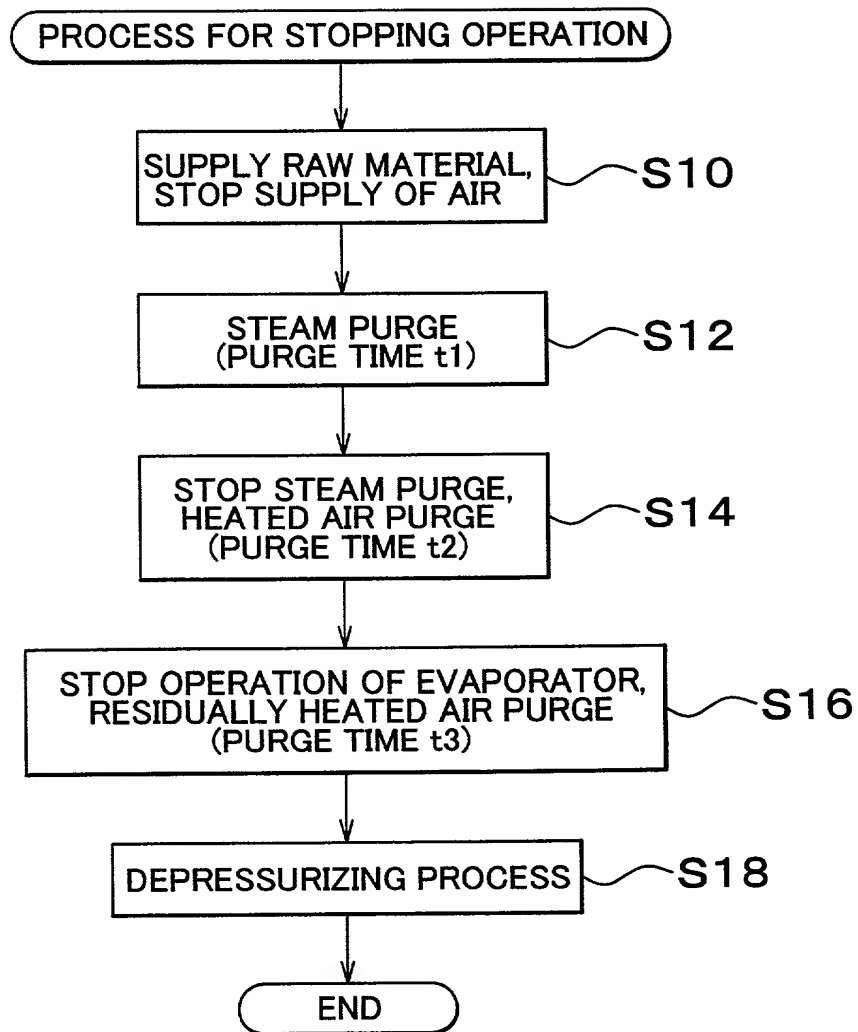 PROCESS FOR STOPPING OPERATION
SUPPLY RAW MATERIAL,
STOP SUPPLY OF AIR
S10
STEAM PURGE
(PURGE TIME t1)
S12
STOP STEAM PURGE,
HEATED AIR PURGE
(PURGE TIME t2)
S14
STOP OPERATION OF EVAPORATOR,
RESIDUALLY HEATED AIR PURGE
(PURGE TIME t3)
S16
DEPRESSURIZING PROCESS
S18
END